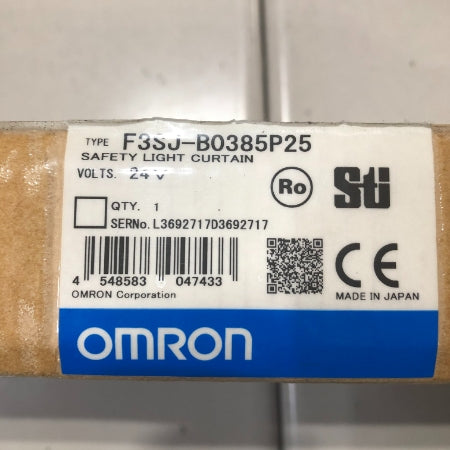 TYPE F3SJ-B0385P25
SAFETY LIGHT CURTAIN
VOLTS. 24 V
Ro
Sti
QTY. 1
SERNo. L3692717D3692717
4 548583 047433
CE
OMRON Corporation
MADE IN JAPAN
OMRON